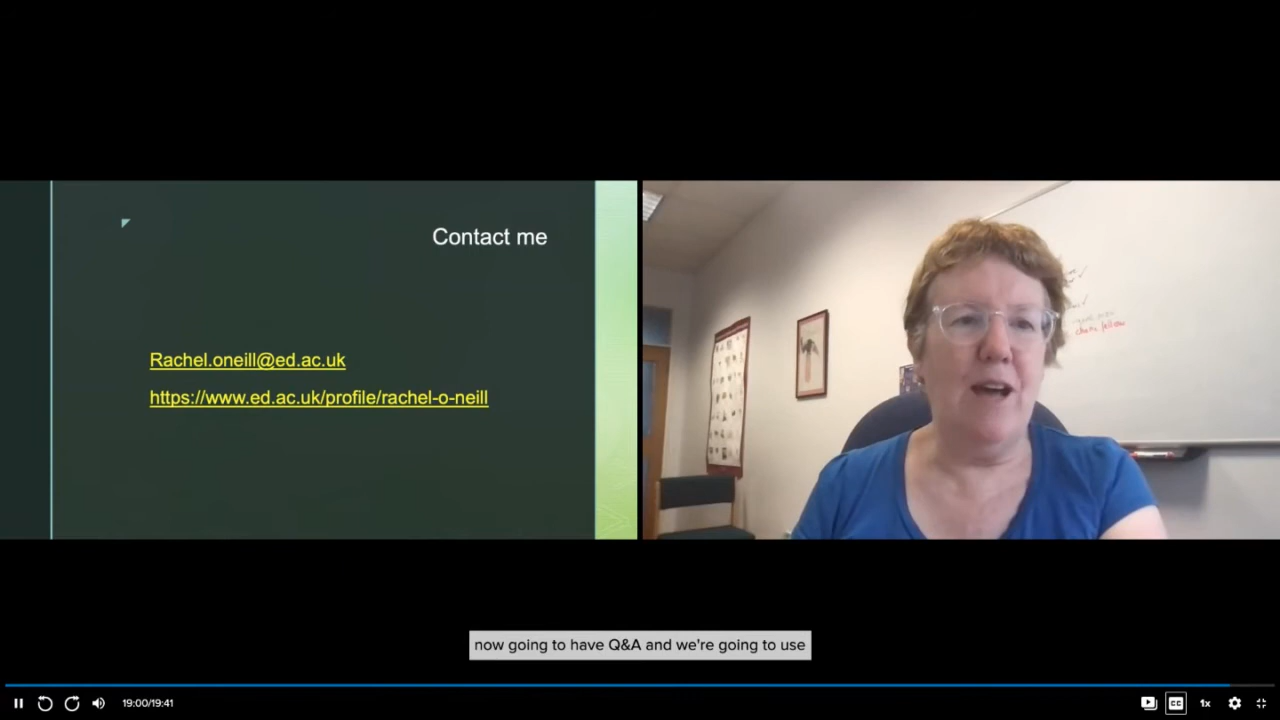 Contact me
Rachel.oneill@ed.ac.uk
https://www.ed.ac.uk/profile/rachel-o-neill
now going to have Q&A and we're going to use
19:00/19:41
CC
1x